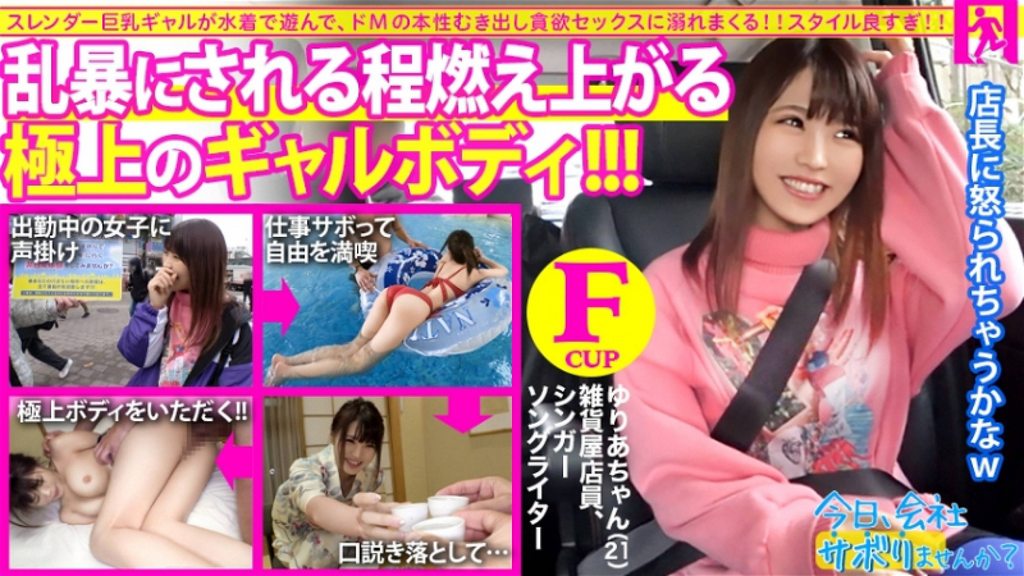 スレンダー巨乳ギャルが水着で遊んで、ドMの本性むき出し貪欲セックスに溺れまくる!!スタイル良すぎ!!
乱暴にされる程燃え上がる
極上のギャルボディ!!!
出勤中の女子に
声掛け
仕事サボって
自由を満喫
極上ボディをいただく!!
口説き落として…
F
CUP
ゆりあちゃん(21)
雑貨屋店員、
シンガー
ソングライター
店長に怒られちゃうかなw
今日、会社
サボりませんか?